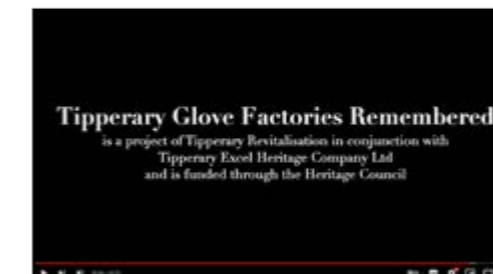 Tipperary Glove Factories Remembered
is a project of Tipperary Revitalisation in conjunction with
Tipperary Excel Heritage Company Ltd
and is funded through the Heritage Council